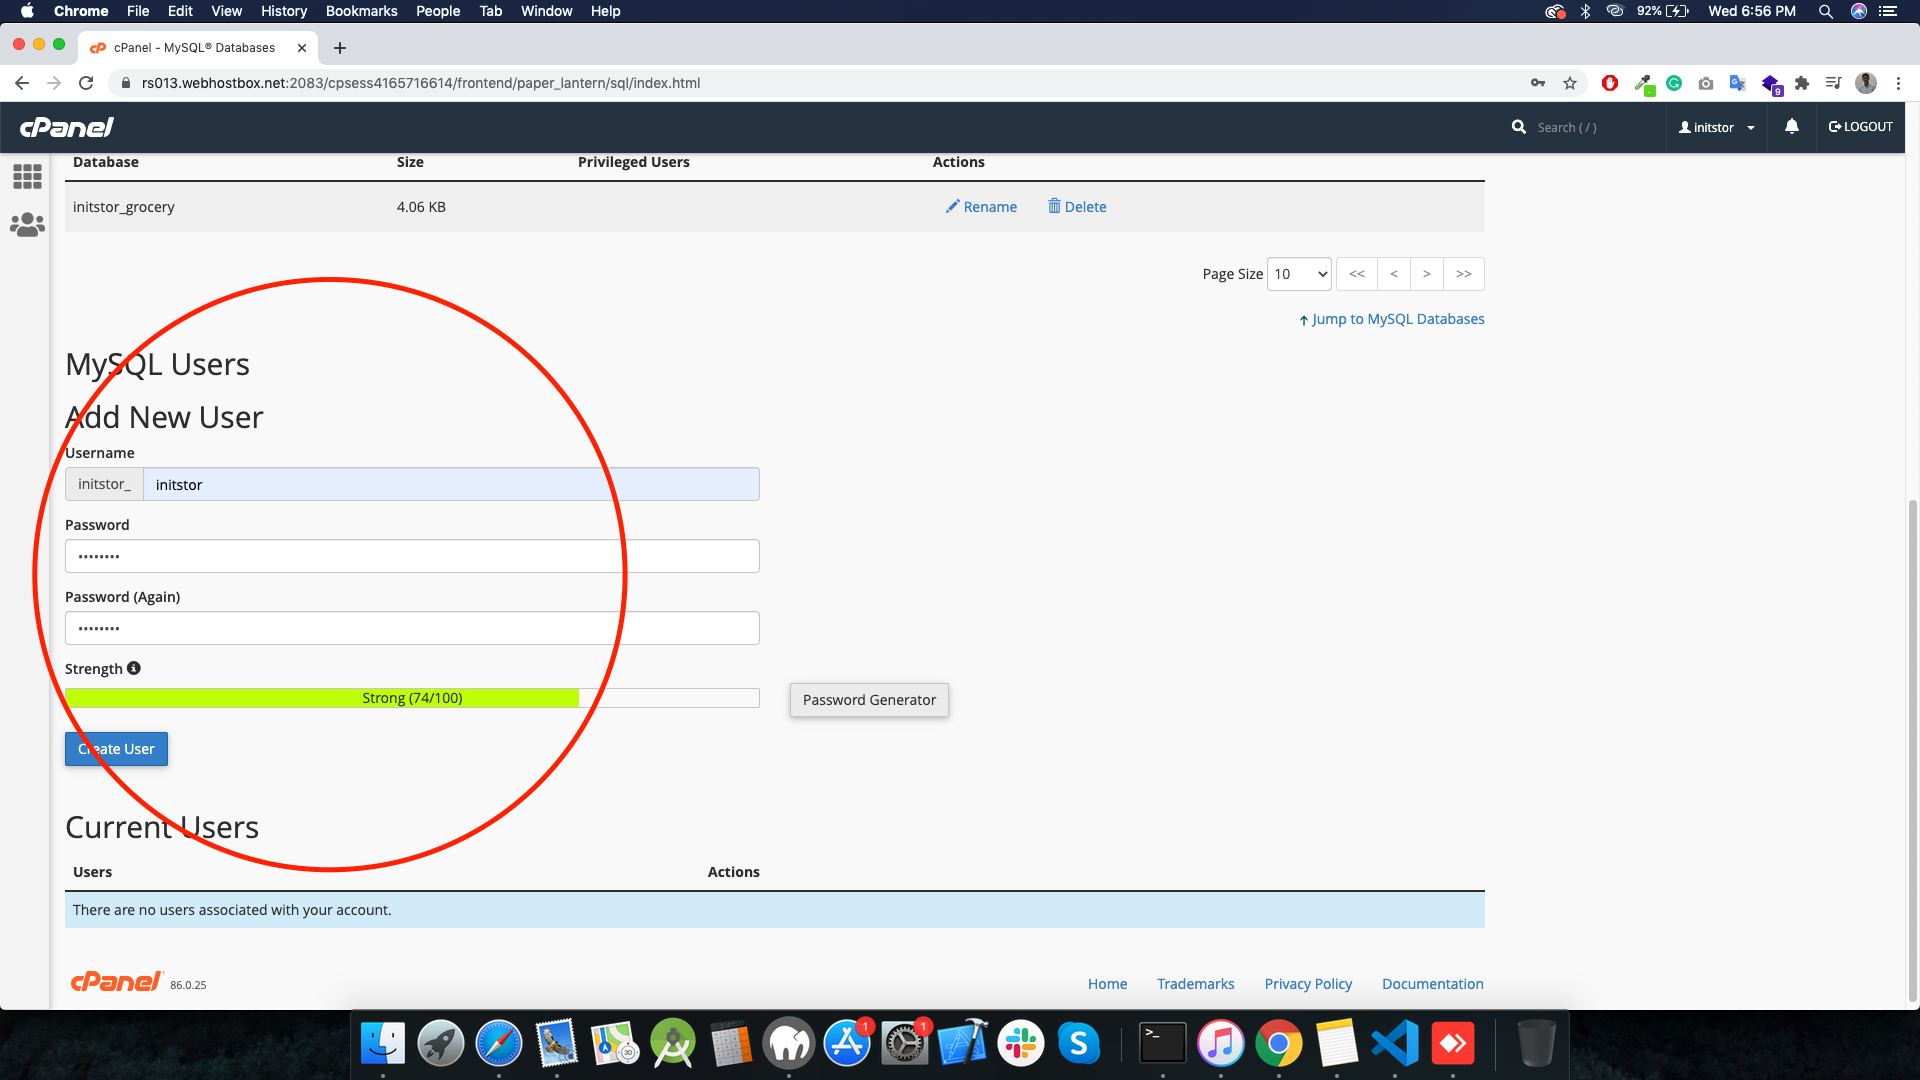 Chrome File Edit View History Bookmarks People Tab Window Help 92% Wed 6:56 PM
cPanel - MySQL® Databases
rs013.webhostbox.net:2083/cpsess4165716614/frontend/paper_lantern/sql/index.html
9
cPanel Search ( / ) initstor LOGOUT
Database Size Privileged Users Actions
initstor_grocery 4.06 KB Rename Delete
Page Size 10 << < > >>
Jump to MySQL Databases
MySQL Users
Add New User
Username
initstor_ initstor
Password
••••••••
Password (Again)
••••••••
Strength
Strong (74/100) Password Generator
Create User
Current Users
Users Actions
There are no users associated with your account.
cPanel 86.0.25 Home Trademarks Privacy Policy Documentation
1 1